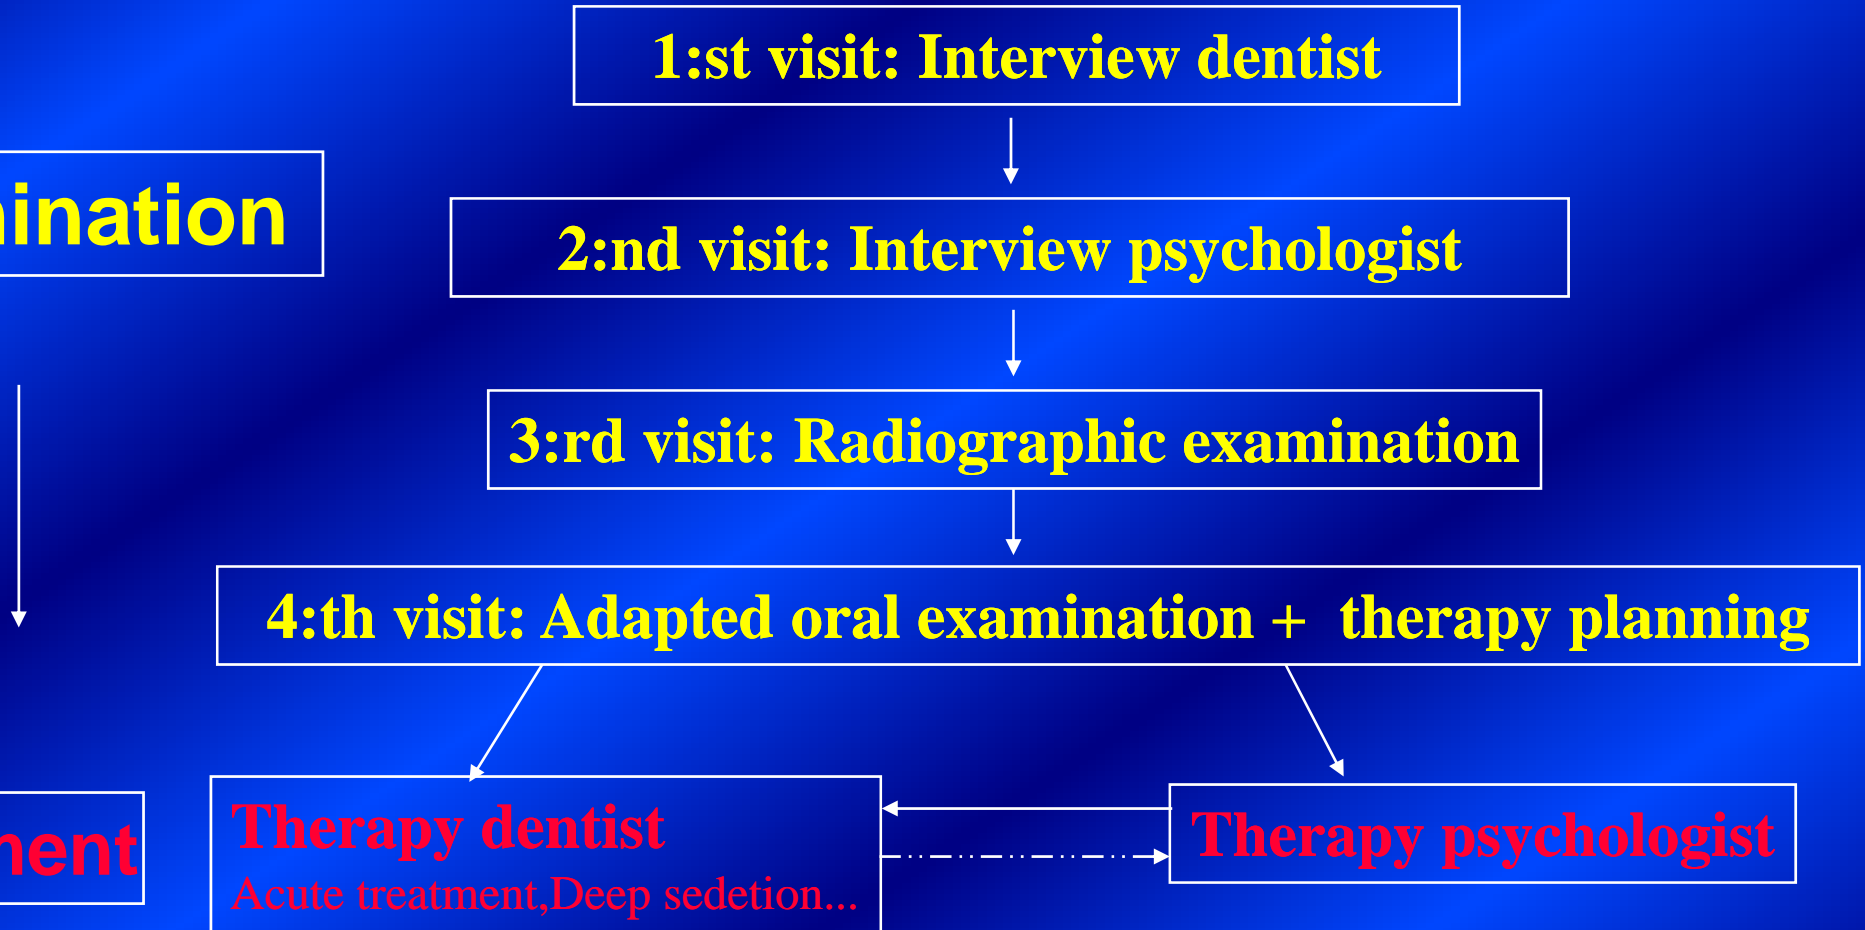 1:st visit: Interview dentist
mination
2:nd visit: Interview psychologist
3:rd visit: Radiographic examination
4:th visit: Adapted oral examination + therapy planning
ment
Therapy dentist
Acute treatment,Deep sedetion...
Therapy psychologist